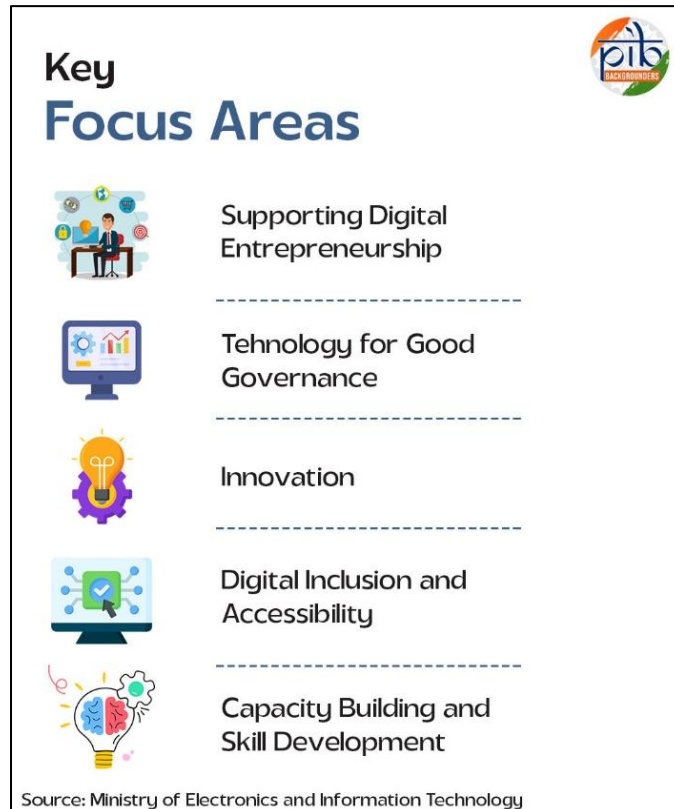 pib
BACKGROUNDERS
Key
Focus Areas
Supporting Digital
Entrepreneurship
Tehnology for Good
Governance
Innovation
Digital Inclusion and
Accessibility
Capacity Building and
Skill Development
Source: Ministry of Electronics and Information Technology